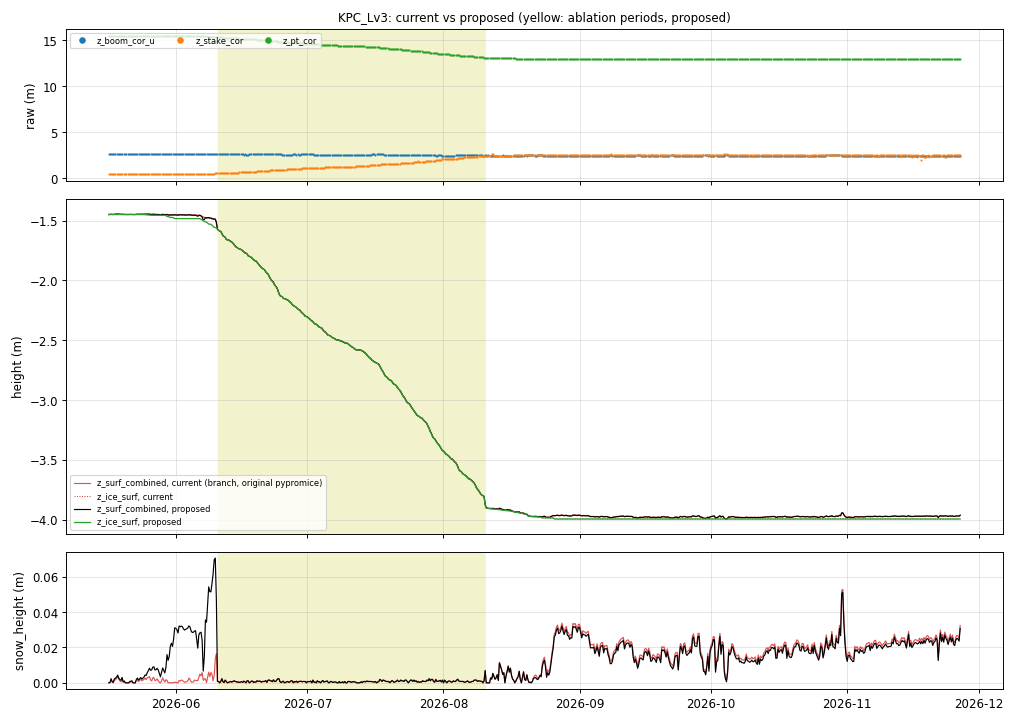 KPC_Lv3: current vs proposed (yellow: ablation periods, proposed)
z_boom_cor_u z_stake_cor z_pt_cor
15
10
5
0
raw (m)
−1.5
−2.0
−2.5
−3.0
−3.5
−4.0
height (m)
z_surf_combined, current (branch, original pypromice)
z_ice_surf, current
z_surf_combined, proposed
z_ice_surf, proposed
0.06
0.04
0.02
0.00
snow_height (m)
2026-06 2026-07 2026-08 2026-09 2026-10 2026-11 2026-12